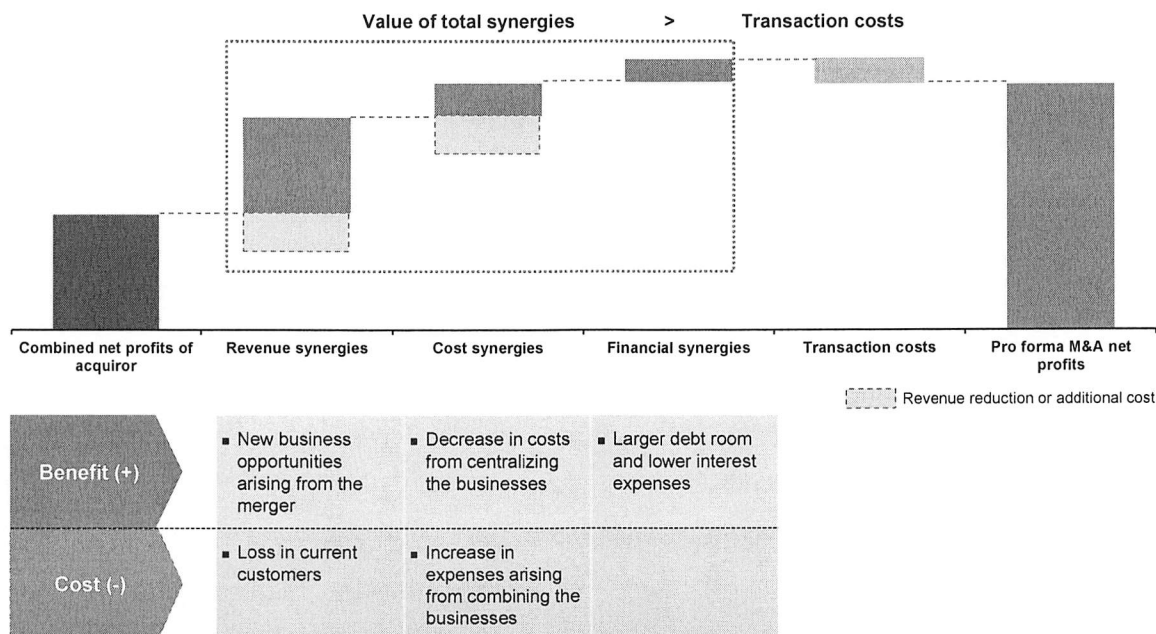 Value of total synergies > Transaction costs
Combined net profits of
acquiror
Revenue synergies
Cost synergies
Financial synergies
Transaction costs
Pro forma M&A net
profits
Revenue reduction or additional cost
Benefit (+)
▪ New business
opportunities
arising from the
merger
▪ Decrease in costs
from centralizing
the businesses
▪ Larger debt room
and lower interest
expenses
Cost (-)
▪ Loss in current
customers
▪ Increase in
expenses arising
from combining the
businesses